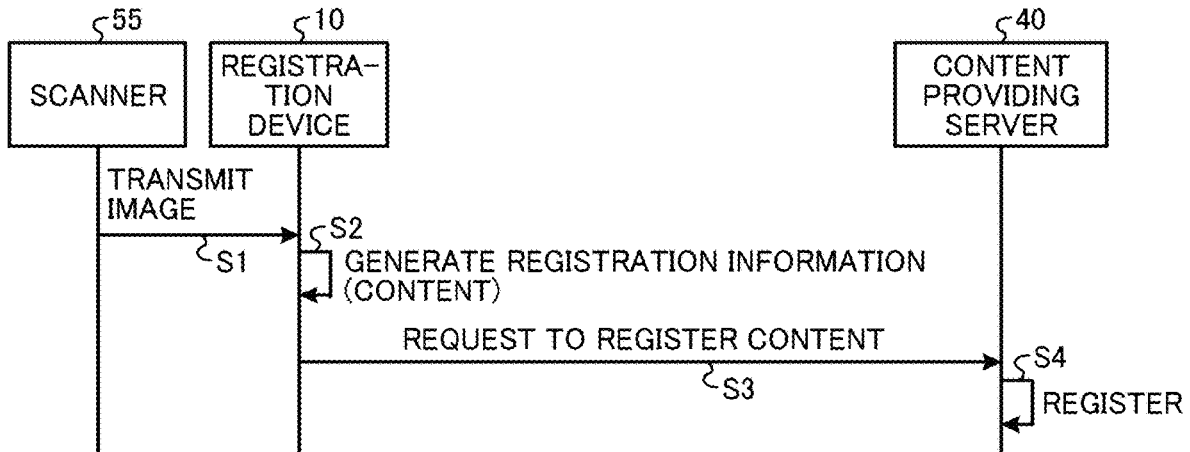 55
10
40
SCANNER
REGISTRA-
TION
DEVICE
CONTENT
PROVIDING
SERVER
TRANSMIT
IMAGE
S1
S2
GENERATE REGISTRATION INFORMATION
(CONTENT)
REQUEST TO REGISTER CONTENT
S3
S4
REGISTER